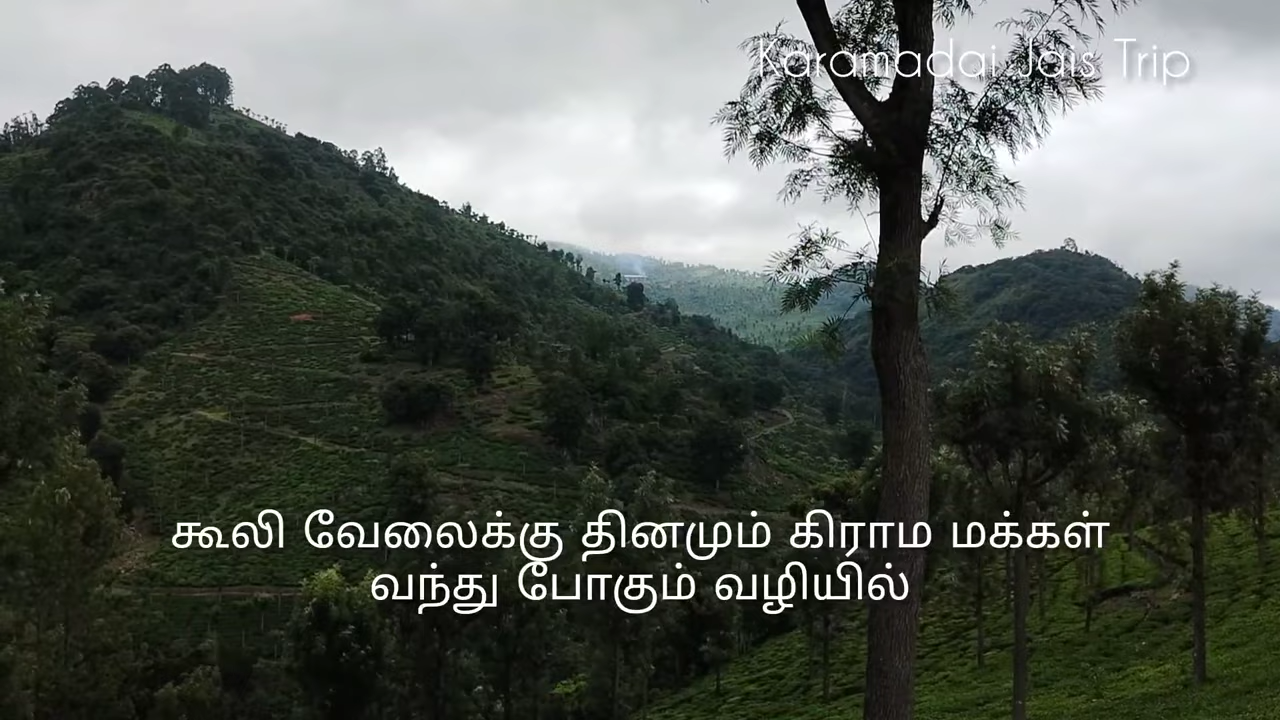 Karamadai Jais Trip
கூலி வேலைக்கு தினமும் கிராம மக்கள்
வந்து போகும் வழியில்